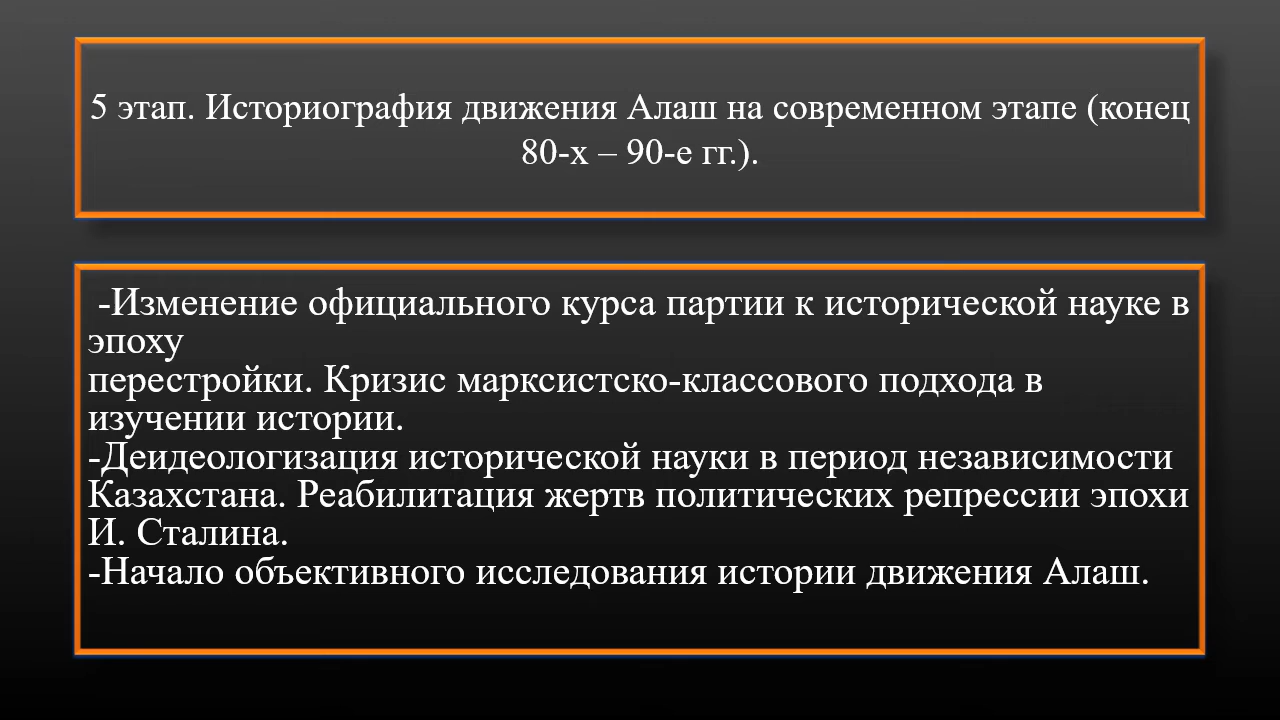 5 этап. Историография движения Алаш на современном этапе (конец
80-х – 90-е гг.).
-Изменение официального курса партии к исторической науке в
эпоху
перестройки. Кризис марксистско-классового подхода в
изучении истории.
-Деидеологизация исторической науки в период независимости
Казахстана. Реабилитация жертв политических репрессии эпохи
И. Сталина.
-Начало объективного исследования истории движения Алаш.